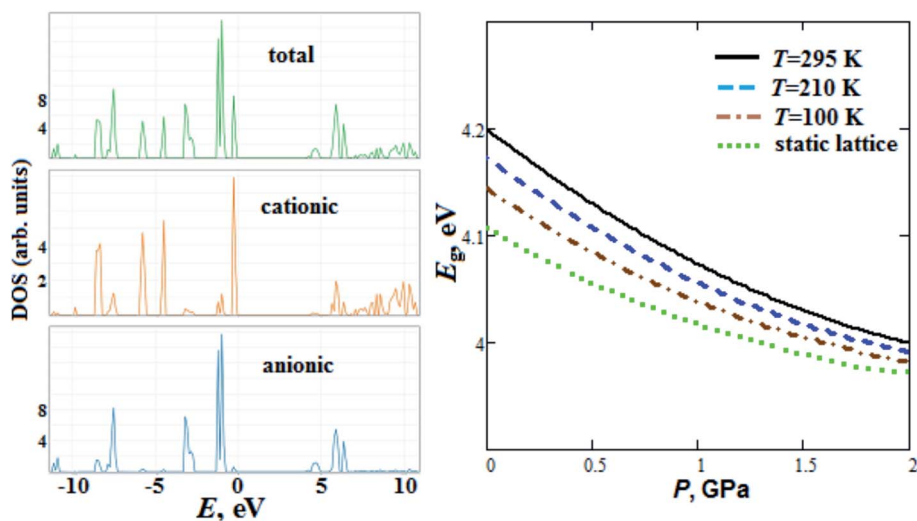 total
8
4
cationic
4
2
anionic
8
4
DOS (arb. units)
-10 -5 0 5 10
E, eV
T=295 K
T=210 K
T=100 K
static lattice
4.2
4.1
4
Eg, eV
0 0.5 1 1.5 2
P, GPa